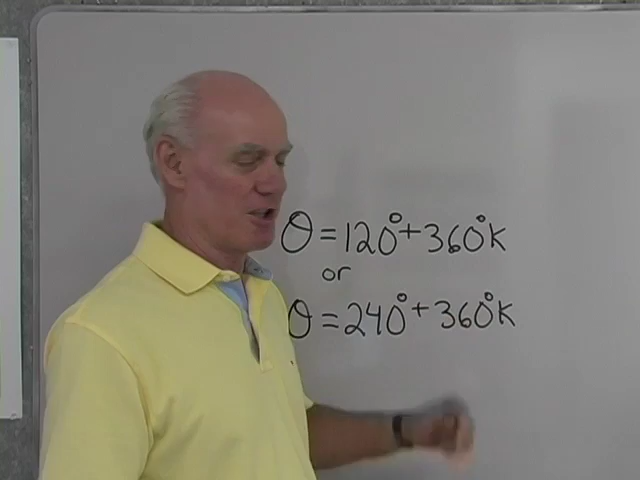 θ = 120° + 360°K
or
θ = 240° + 360°K